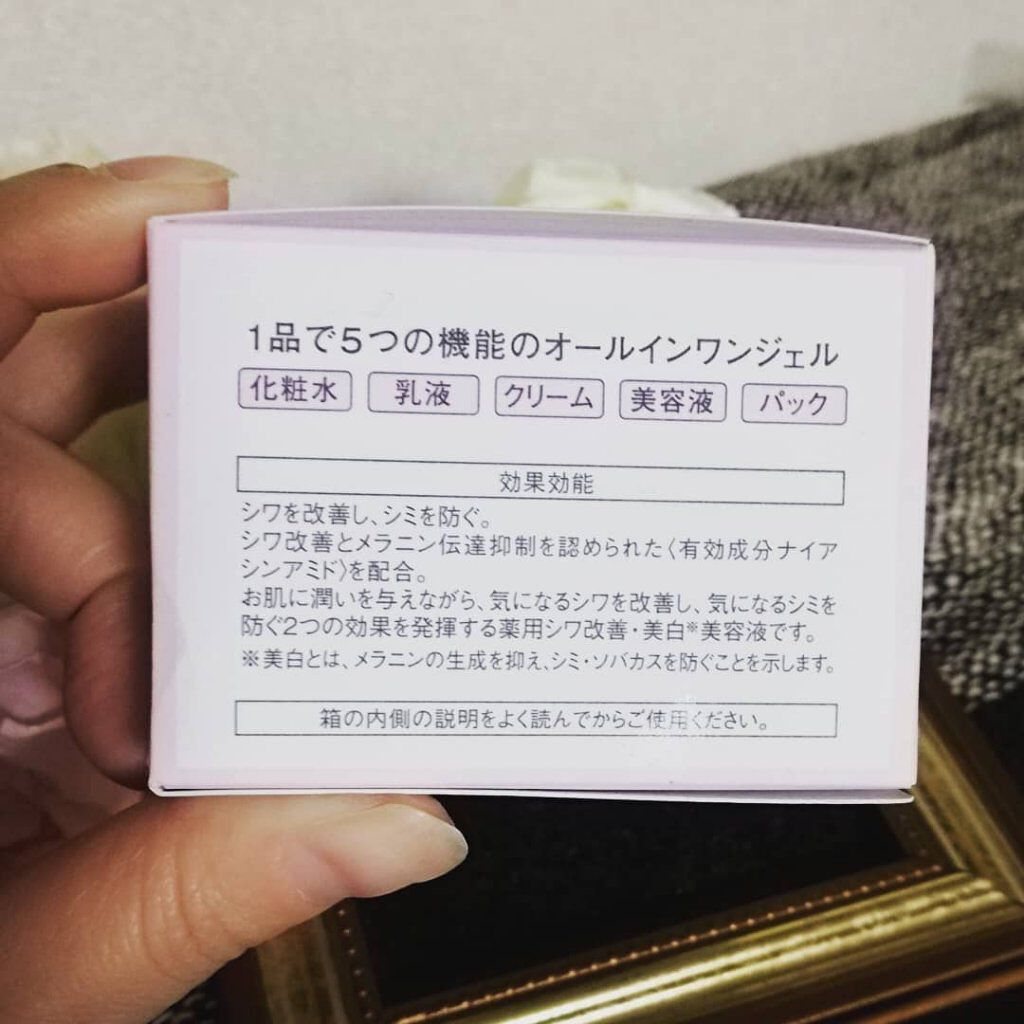 1品で5つの機能のオールインワンジェル
化粧水 乳液 クリーム 美容液 パック
効果効能
シワを改善し、シミを防ぐ。
シワ改善とメラニン伝達抑制を認められた〈有効成分ナイア
シンアミド〉を配合。
お肌に潤いを与えながら、気になるシワを改善し、気になるシミを
防ぐ2つの効果を発揮する薬用シワ改善・美白※美容液です。
※美白とは、メラニンの生成を抑え、シミ・ソバカスを防ぐことを示します。
箱の内側の説明をよく読んでからご使用ください。